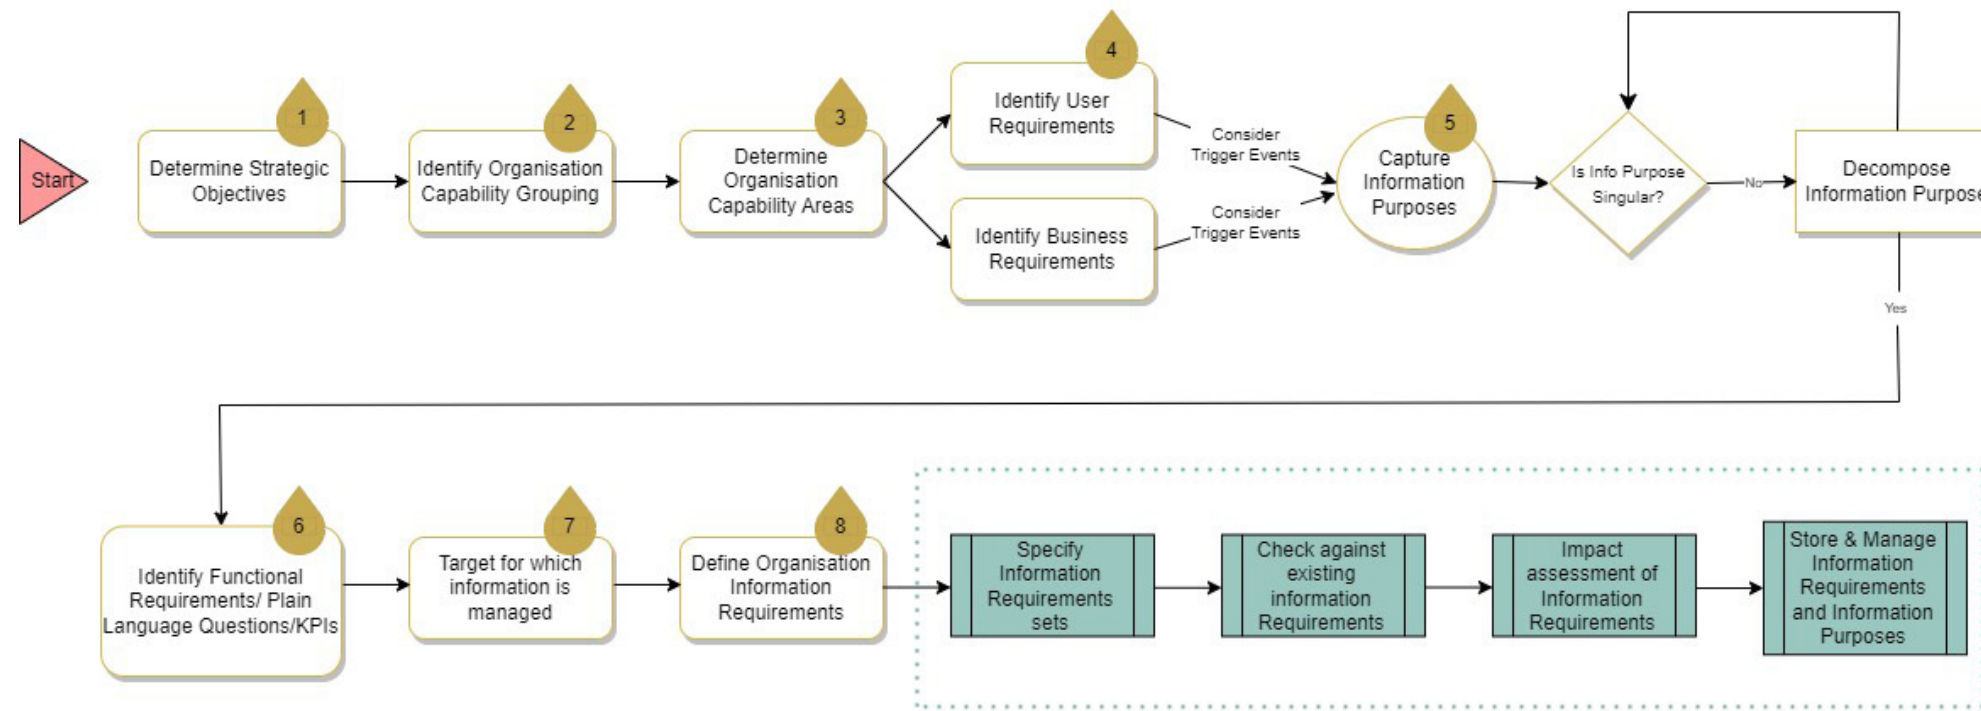 Start
1
Determine Strategic
Objectives
2
Identify Organisation
Capability Grouping
3
Determine
Organisation
Capability Areas
4
Identify User
Requirements
Identify Business
Requirements
Consider
Trigger Events
Consider
Trigger Events
5
Capture
Information
Purposes
Is Info Purpose
Singular?
No
Decompose
Information Purpose
Yes
6
Identify Functional
Requirements/ Plain
Language Questions/KPIs
7
Target for which
information is
managed
8
Define Organisation
Information
Requirements
Specify
Information
Requirements
sets
Check against
existing
information
Requirements
Impact
assessment of
Information
Requirements
Store & Manage
Information
Requirements
and Information
Purposes